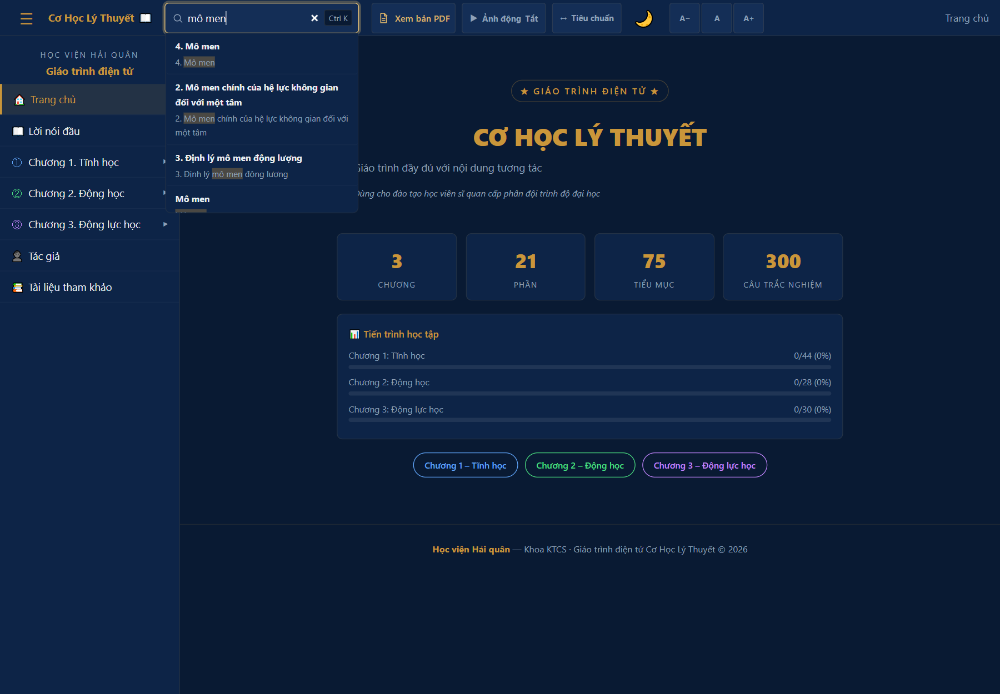 Cơ Học Lý Thuyết
mô men
Ctrl K
Xem bản PDF
Ảnh động Tắt
Tiêu chuẩn
A−
A
A+
Trang chủ
HỌC VIỆN HẢI QUÂN
Giáo trình điện tử
Trang chủ
Lời nói đầu
1 Chương 1. Tĩnh học
2 Chương 2. Động học
3 Chương 3. Động lực học
Tác giả
Tài liệu tham khảo
4. Mô men
4. Mô men
2. Mô men chính của hệ lực không gian
đối với một tâm
2. Mô men chính của hệ lực không gian đối với
một tâm
3. Định lý mô men động lượng
3. Định lý mô men động lượng
Mô men
★ GIÁO TRÌNH ĐIỆN TỬ ★
CƠ HỌC LÝ THUYẾT
Giáo trình đầy đủ với nội dung tương tác
Dùng cho đào tạo học viên sĩ quan cấp phân đội trình độ đại học
3
CHƯƠNG
21
PHẦN
75
TIỂU MỤC
300
CÂU TRẮC NGHIỆM
Tiến trình học tập
Chương 1: Tĩnh học 0/44 (0%)
Chương 2: Động học 0/28 (0%)
Chương 3: Động lực học 0/30 (0%)
Chương 1 – Tĩnh học
Chương 2 – Động học
Chương 3 – Động lực học
Học viện Hải quân — Khoa KTCS · Giáo trình điện tử Cơ Học Lý Thuyết © 2026